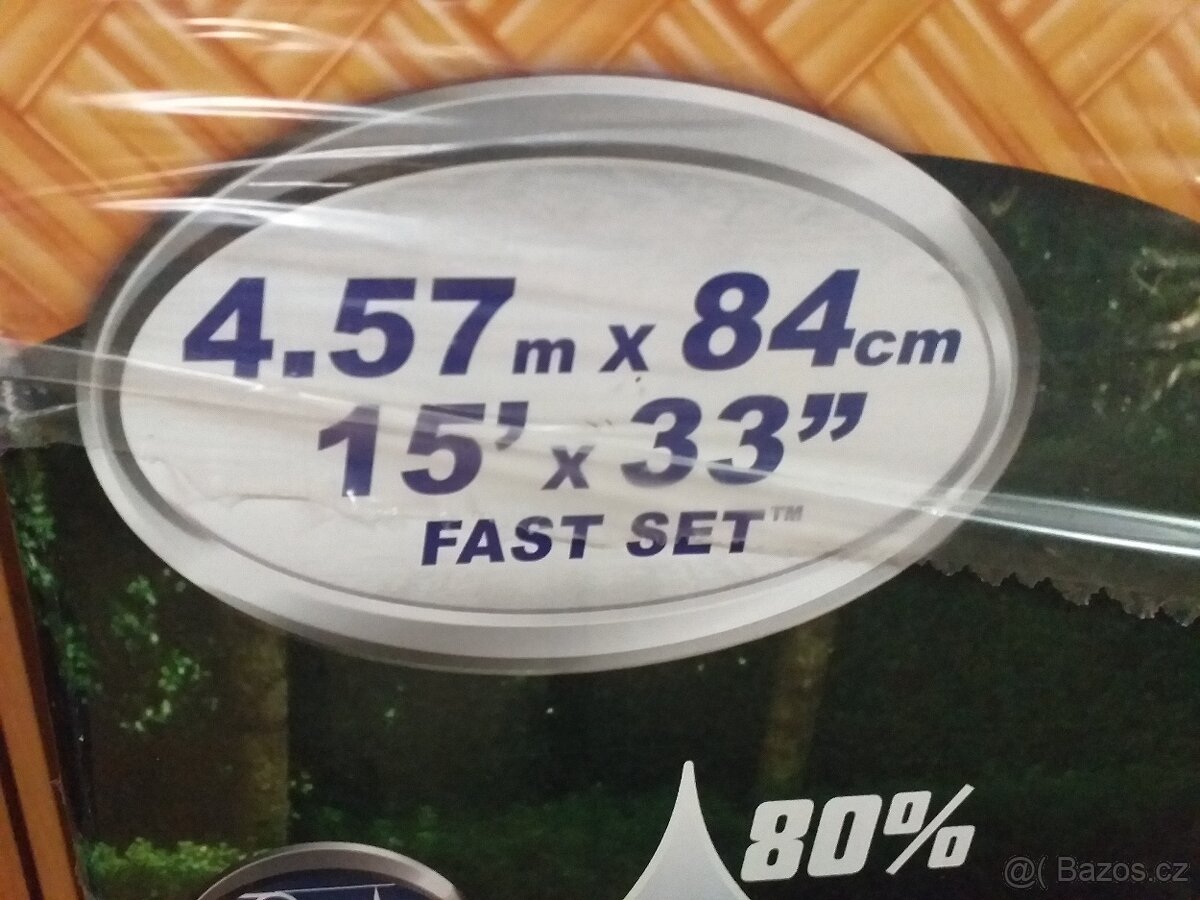 4.57m x 84cm
15’ x 33”
FAST SET™
80%
@( Bazos.cz